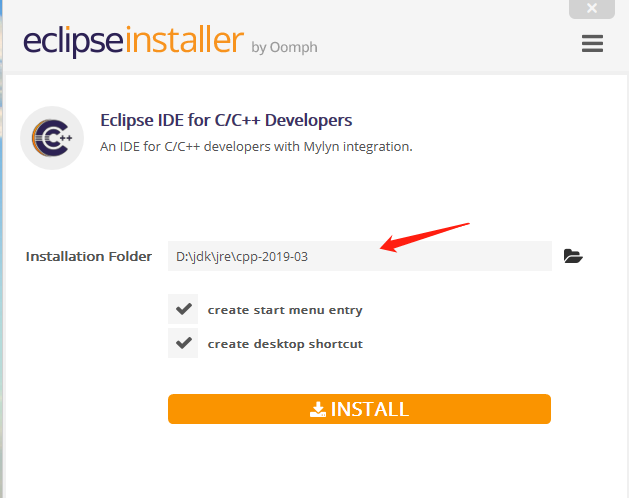 eclipseinstaller by Oomph
C++
Eclipse IDE for C/C++ Developers
An IDE for C/C++ developers with Mylyn integration.
Installation Folder D:\jdk\jre\cpp-2019-03
create start menu entry
create desktop shortcut
INSTALL